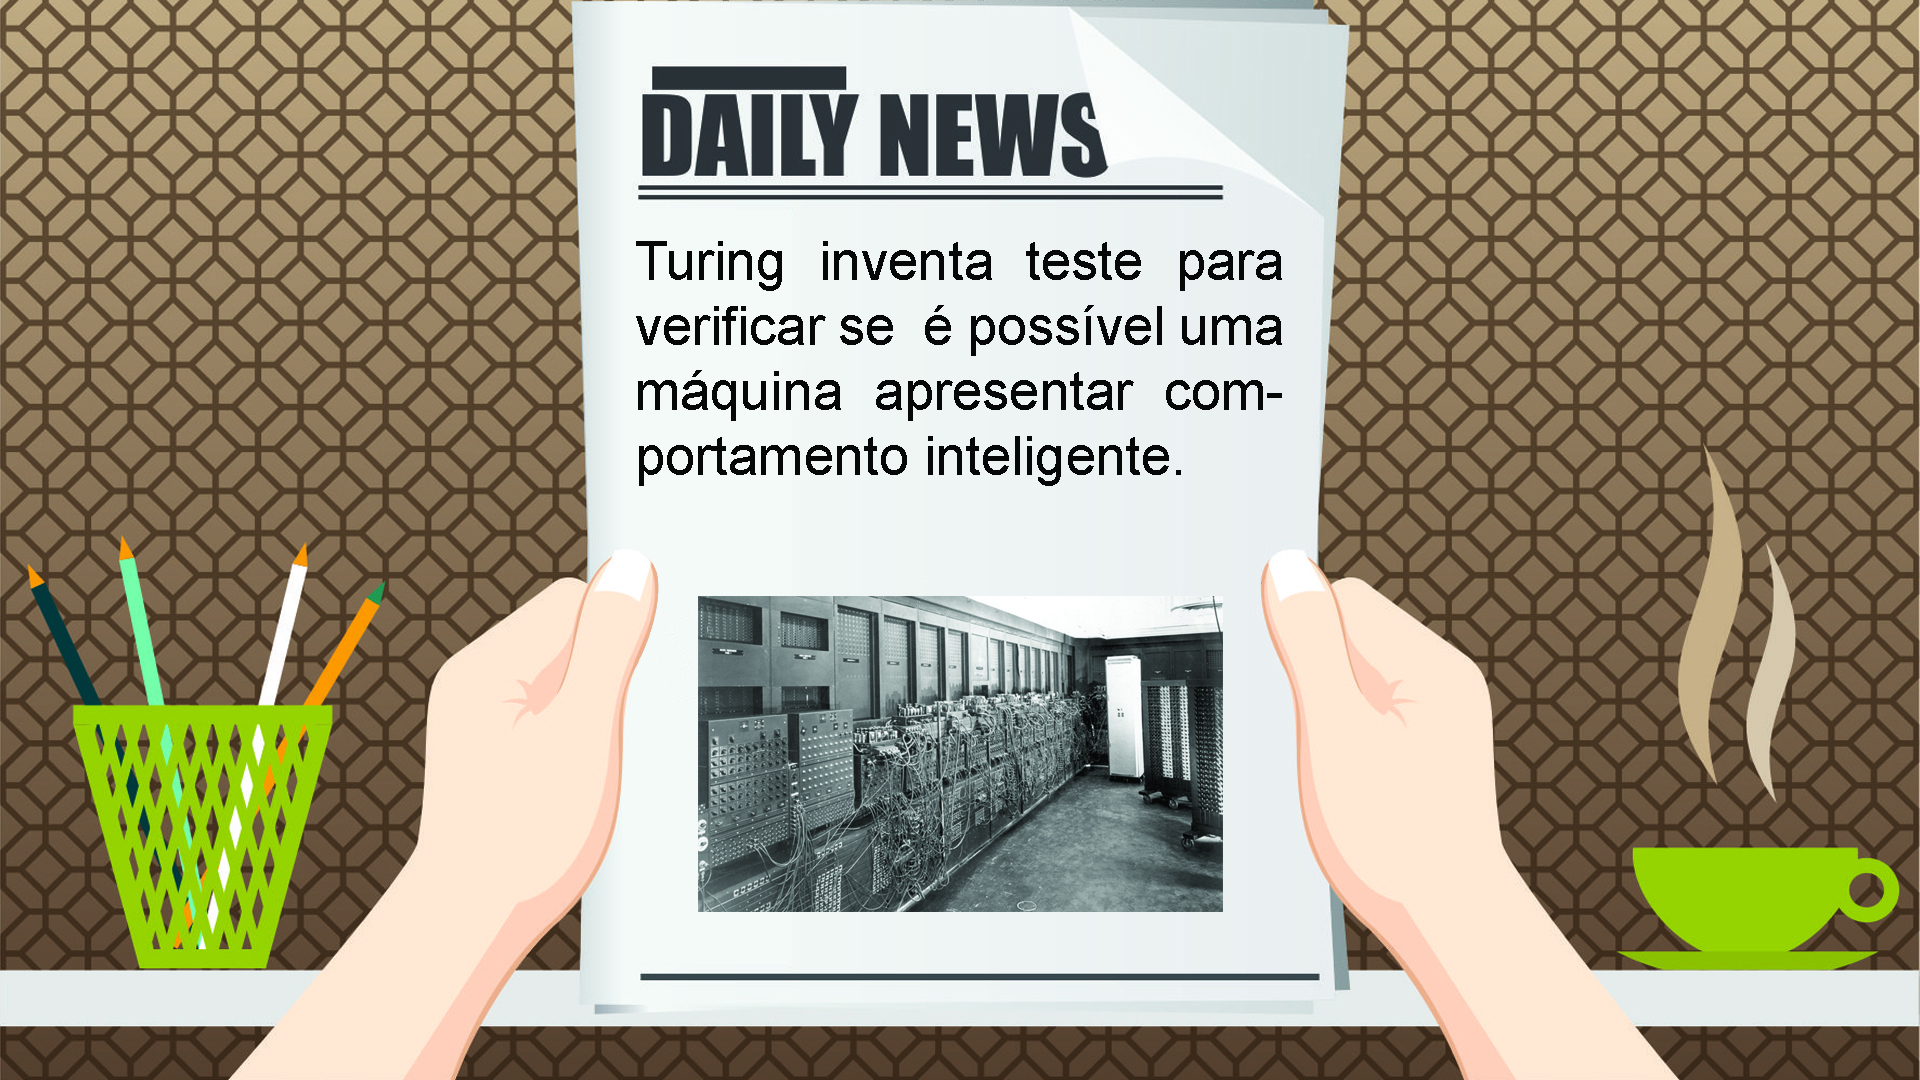 DAILY NEWS
Turing inventa teste para
verificar se é possível uma
máquina apresentar com-
portamento inteligente.